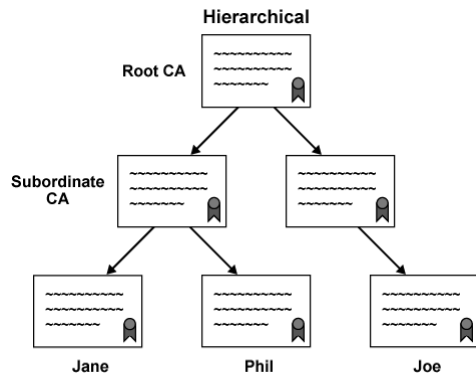 Hierarchical
Root CA
Subordinate
CA
Jane
Phil
Joe